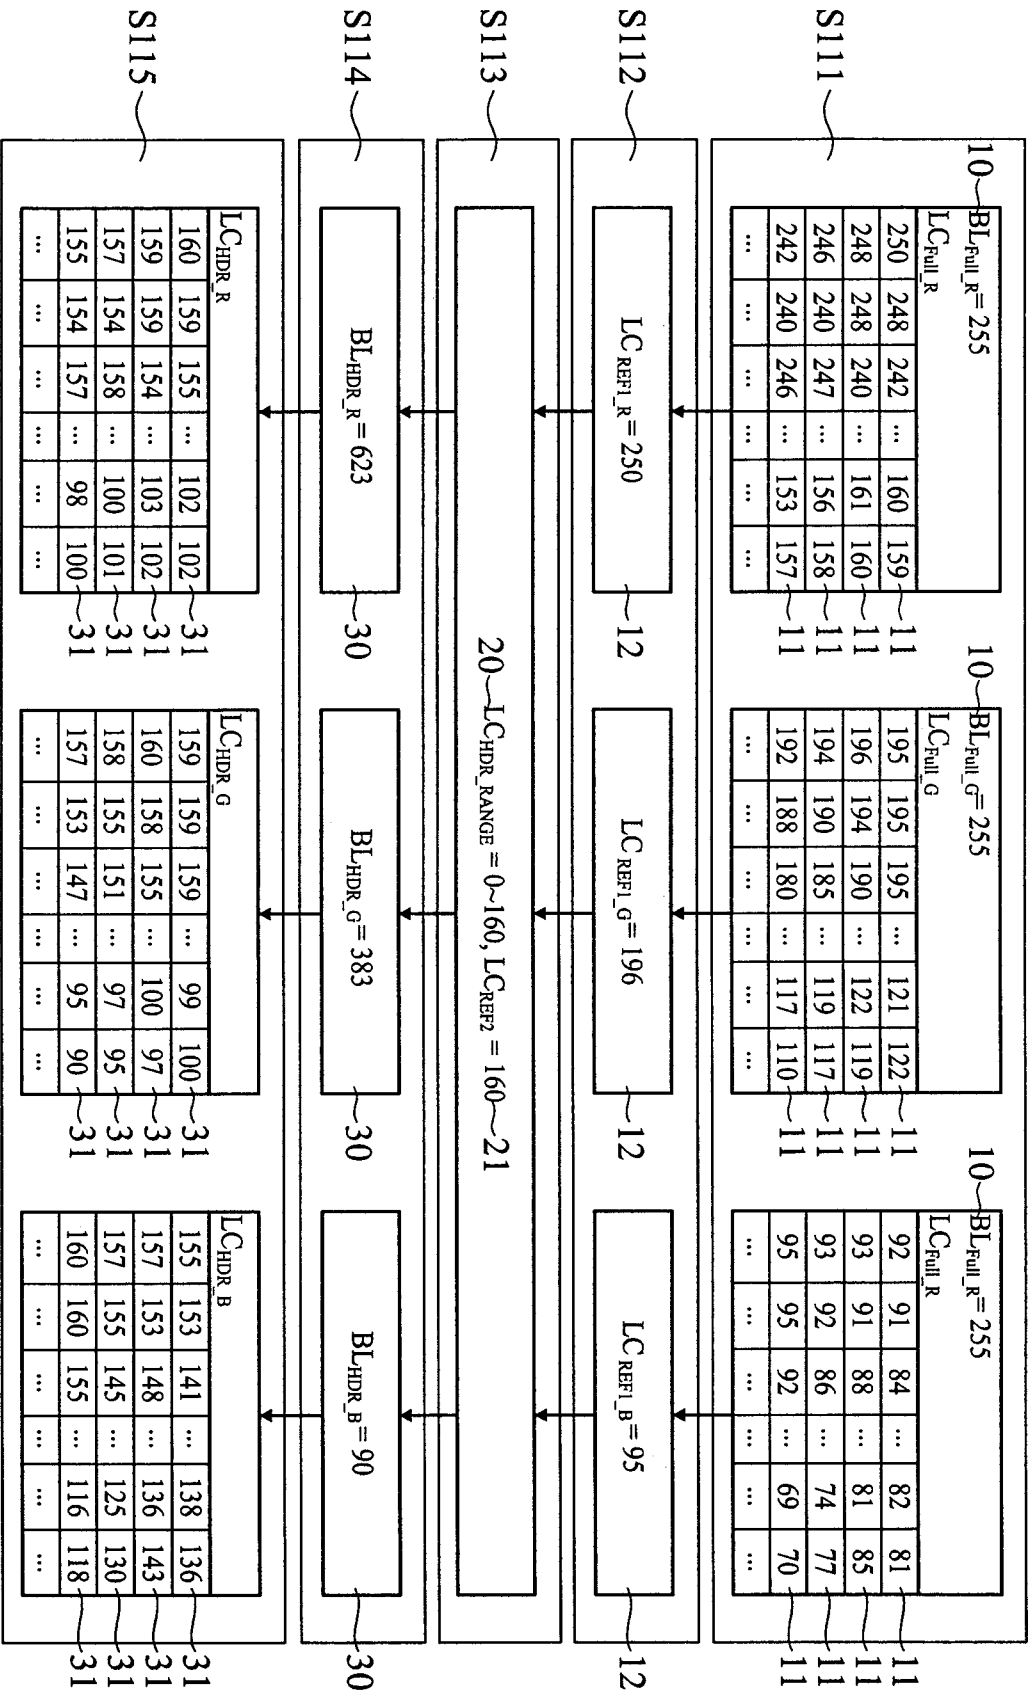 10 BLFull_R = 255 10 BLFull_G = 255 10 BLFull_R = 255
S111 LCFull_R LCFull_G LCFull_R
250 248 242 ... 160 159 11 195 195 195 ... 121 122 11 92 91 84 ... 82 81 11
248 248 240 ... 161 160 11 196 194 190 ... 122 119 11 93 91 88 ... 81 85 11
246 240 247 ... 156 158 11 194 190 185 ... 119 117 11 93 92 86 ... 74 77 11
242 240 246 ... 153 157 11 192 188 180 ... 117 110 11 95 95 92 ... 69 70 11
... ... ... ... ... ... ... ... ... ... ... ... ... ... ... ... ... ...
S112 LCREF1_R = 250 12 LCREF1_G = 196 12 LCREF1_B = 95 12
S113 20 LCHDR_RANGE = 0~160, LCREF2 = 160 21
S114 BLHDR_R = 623 30 BLHDR_G = 383 30 BLHDR_B = 90 30
S115 LCHDR_R LCHDR_G LCHDR_B
160 159 155 ... 102 102 31 159 159 159 ... 99 100 31 155 153 141 ... 138 136 31
159 159 154 ... 103 102 31 160 158 155 ... 100 97 31 157 153 148 ... 136 143 31
157 154 158 ... 100 101 31 158 155 151 ... 97 95 31 157 155 145 ... 125 130 31
155 154 157 ... 98 100 31 157 153 147 ... 95 90 31 160 160 155 ... 116 118 31
... ... ... ... ... ... ... ... ... ... ... ... ... ... ... ... ... ...